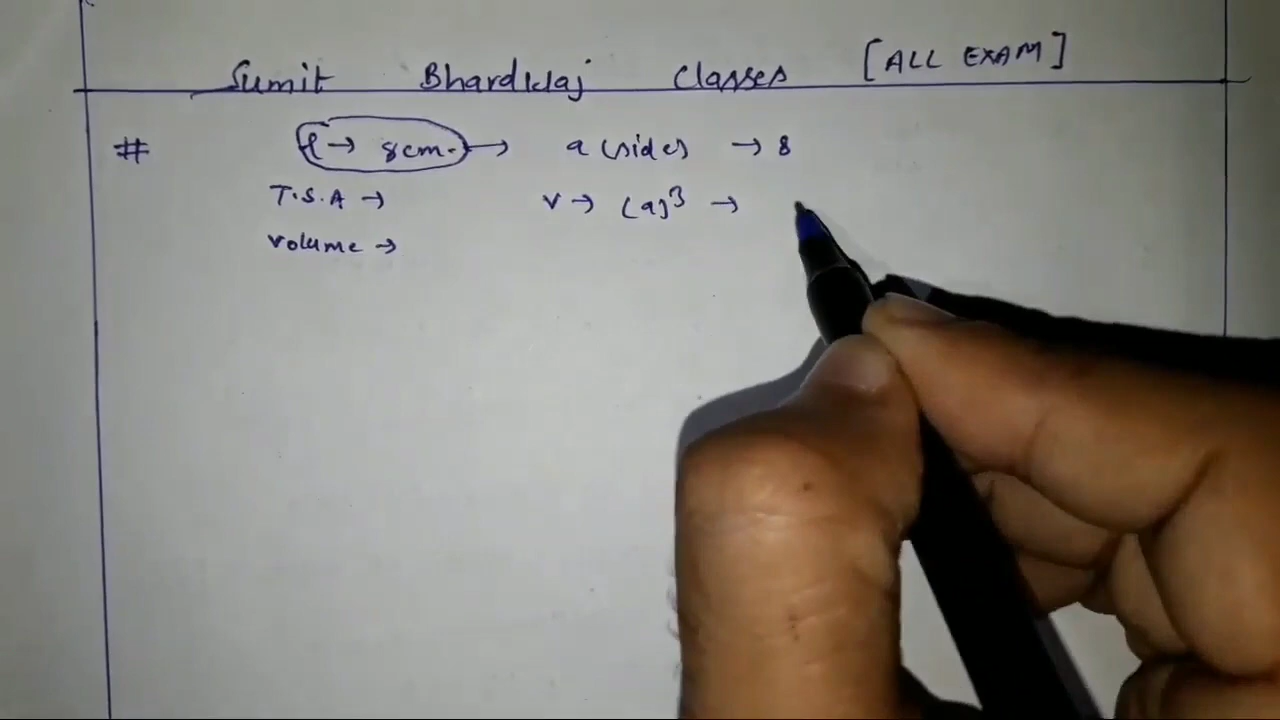 Sumit Bhardwaj Classes [ALL EXAM]
# l → 8cm. → a (side) → 8
T.S.A → v → (a)³ →
volume →